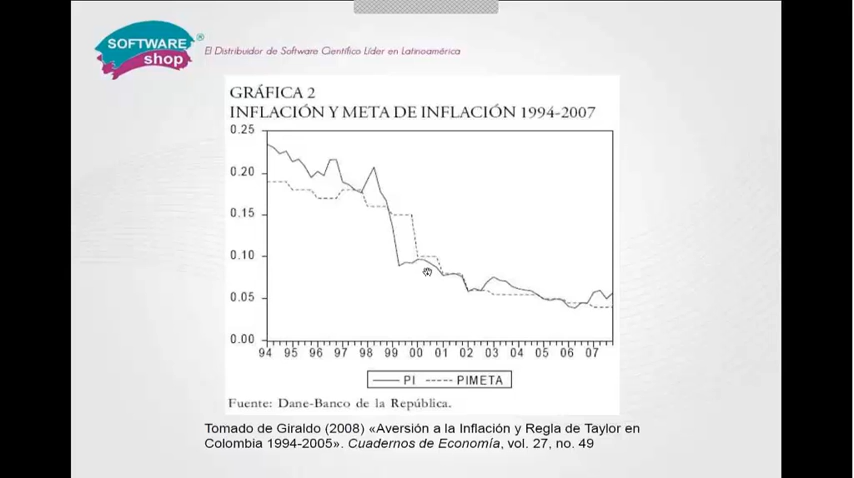 SOFTWARE
shop
®
El Distribuidor de Software Científico Líder en Latinoamérica
GRÁFICA 2
INFLACIÓN Y META DE INFLACIÓN 1994-2007
0.25
0.20
0.15
0.10
0.05
0.00
94 95 96 97 98 99 00 01 02 03 04 05 06 07
PI PIMETA
Fuente: Dane-Banco de la República.
Tomado de Giraldo (2008) «Aversión a la Inflación y Regla de Taylor en
Colombia 1994-2005». Cuadernos de Economía, vol. 27, no. 49